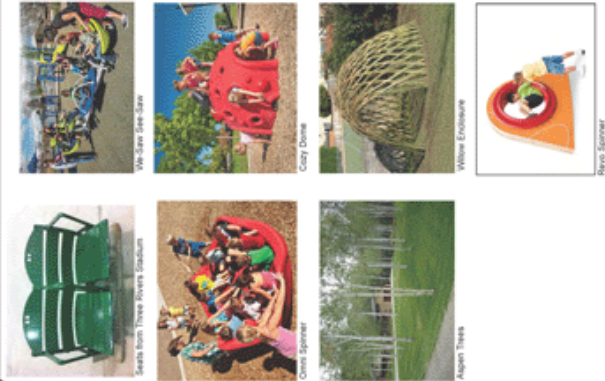 We-Saw See-Saw
Cozy Dome
Willow Enclosure
Revo Spinner
Seats from Three Rivers Stadium
Omni Spinner
Aspen Trees